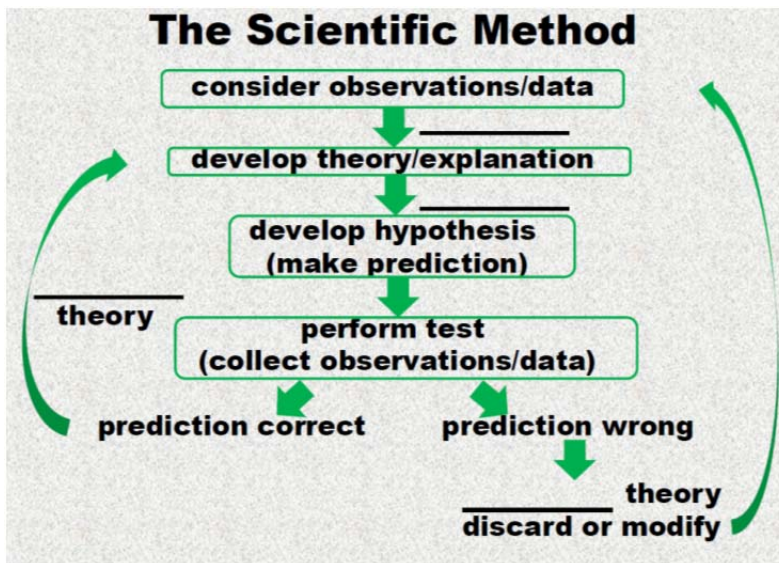 The Scientific Method
consider observations/data
develop theory/explanation
develop hypothesis
(make prediction)
theory
perform test
(collect observations/data)
prediction correct
prediction wrong
theory
discard or modify